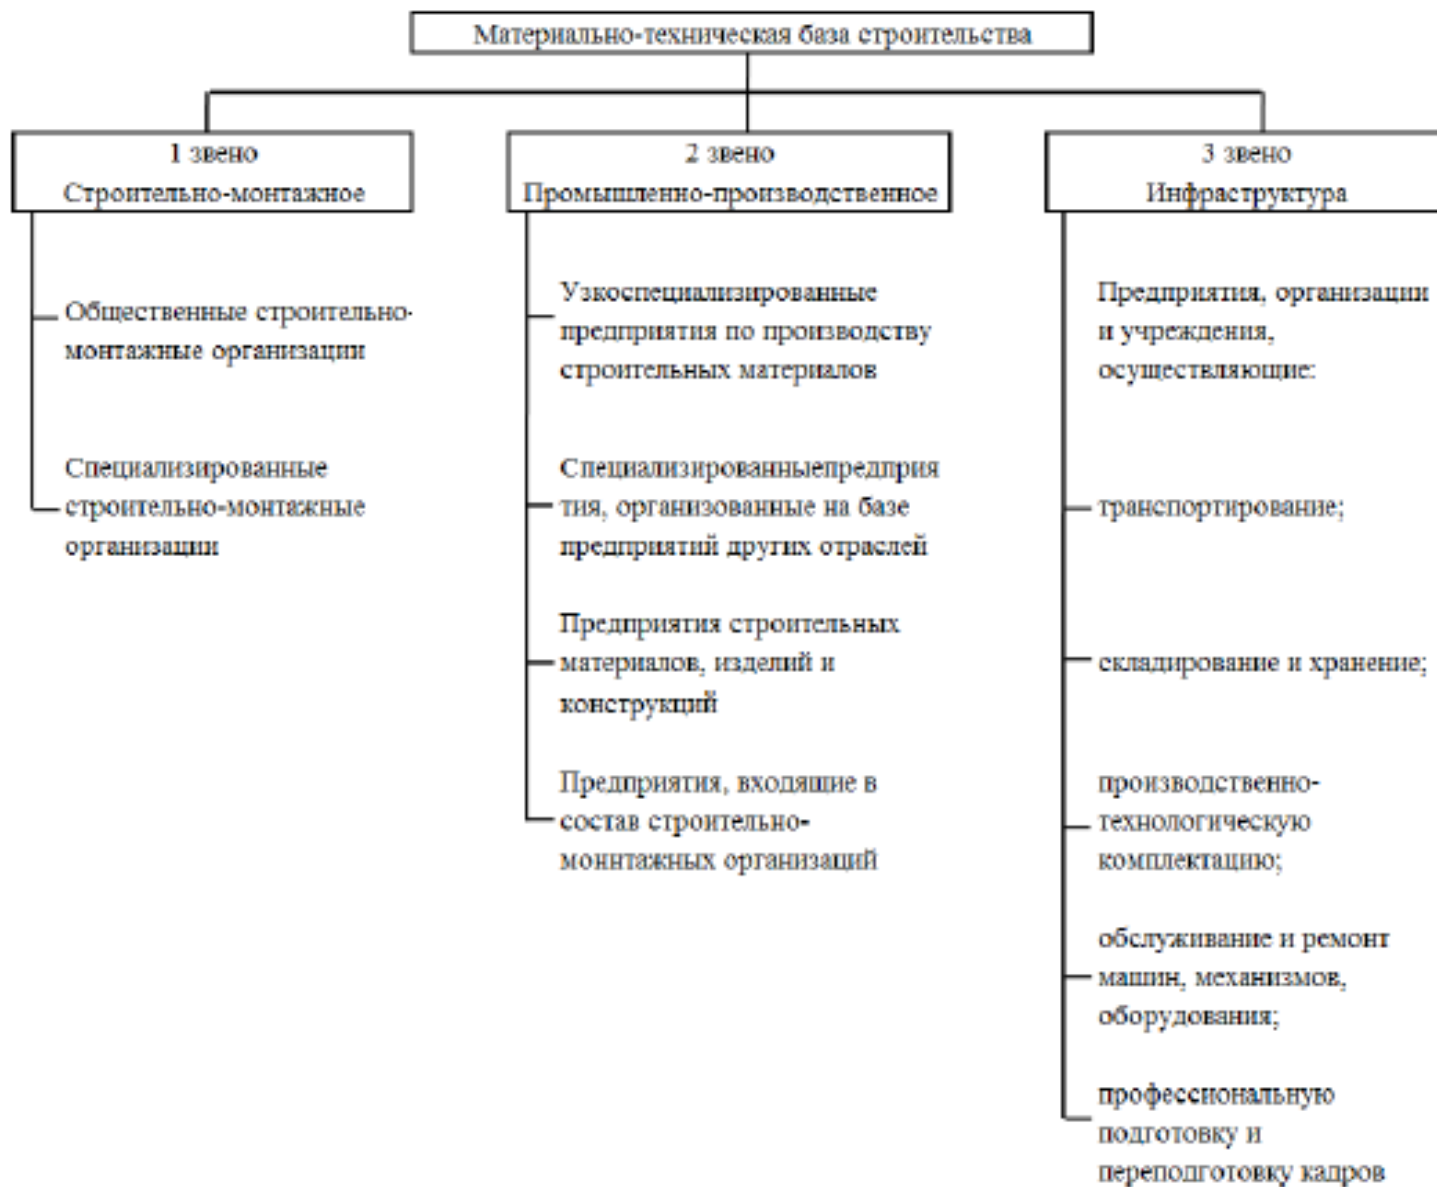 Материально-техническая база строительства
1 звено
Строительно-монтажное
Общественные строительно-
монтажные организации
Специализированные
строительно-монтажные
организации
2 звено
Промышленно-производственное
Узкоспециализированные
предприятия по производству
строительных материалов
Специализированныепредприя
тия, организованные на базе
предприятий других отраслей
Предприятия строительных
материалов, изделий и
конструкций
Предприятия, входящие в
состав строительно-
моннтажных организаций
3 звено
Инфраструктура
Предприятия, организации
и учреждения,
осуществляющие:
транспортирование;
складирование и хранение;
производственно-
технологическую
комплектацию;
обслуживание и ремонт
машин, механизмов,
оборудования;
профессиональную
подготовку и
переподготовку кадров